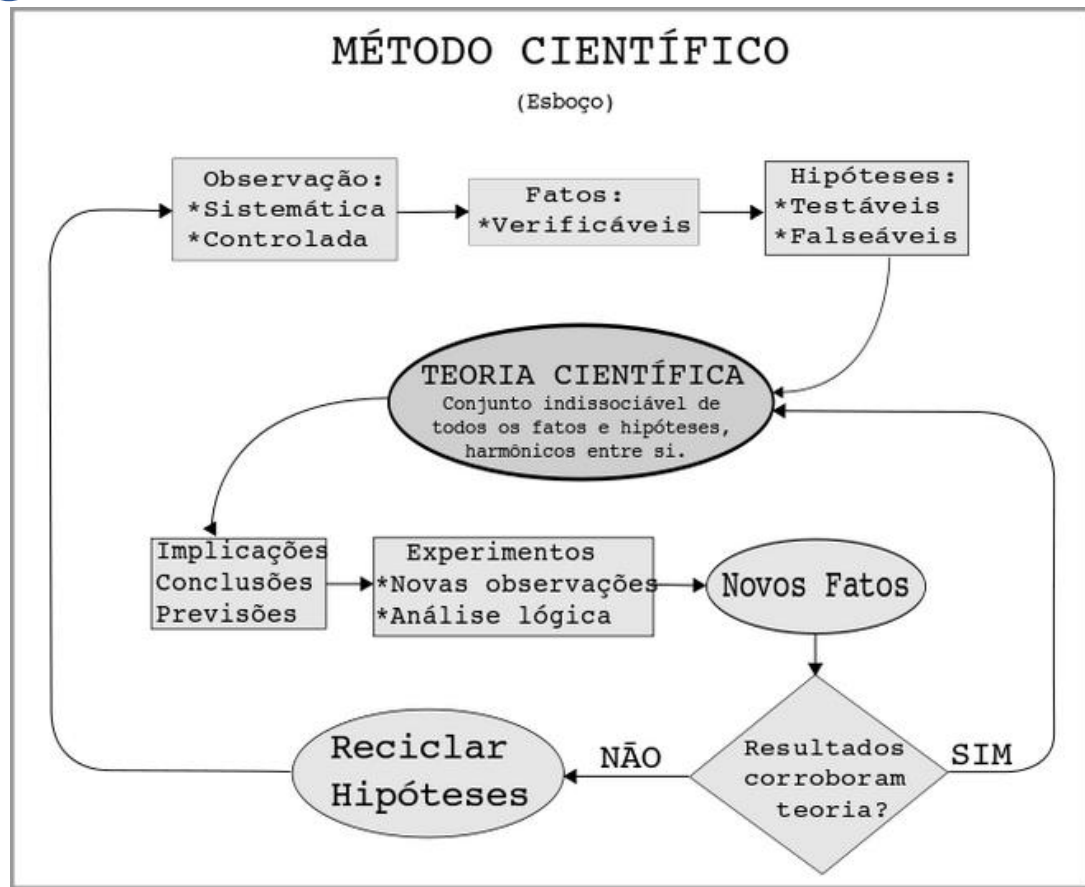 MÉTODO CIENTÍFICO
(Esboço)
Observação:
*Sistemática
*Controlada
Fatos:
*Verificáveis
Hipóteses:
*Testáveis
*Falseáveis
TEORIA CIENTÍFICA
Conjunto indissociável de
todos os fatos e hipóteses,
harmônicos entre si.
Implicações
Conclusões
Previsões
Experimentos
*Novas observações
*Análise lógica
Novos Fatos
Resultados
corroboram
teoria?
SIM
NÃO
Reciclar
Hipóteses